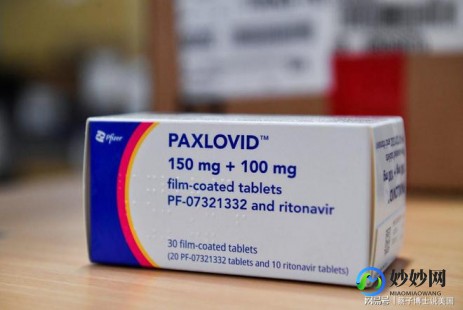 Pfizer
PAXLOVID™
150 mg + 100 mg
film-coated tablets
PF-07321332 and ritonavir
30 film-coated tablets
(20 PF-07321332 tablets and 10 ritonavir tablets)
妙妙网
MIAOMIAOWANG